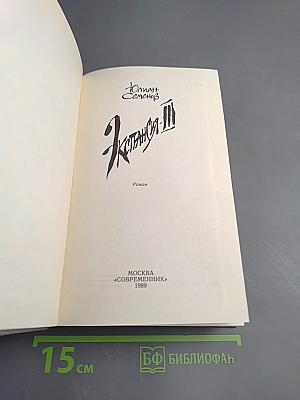 Юлиан
Семенов
Экспансия-III
Роман
МОСКВА
«СОВРЕМЕННИК»
1989
15 см
БФ БИБЛИОФАН